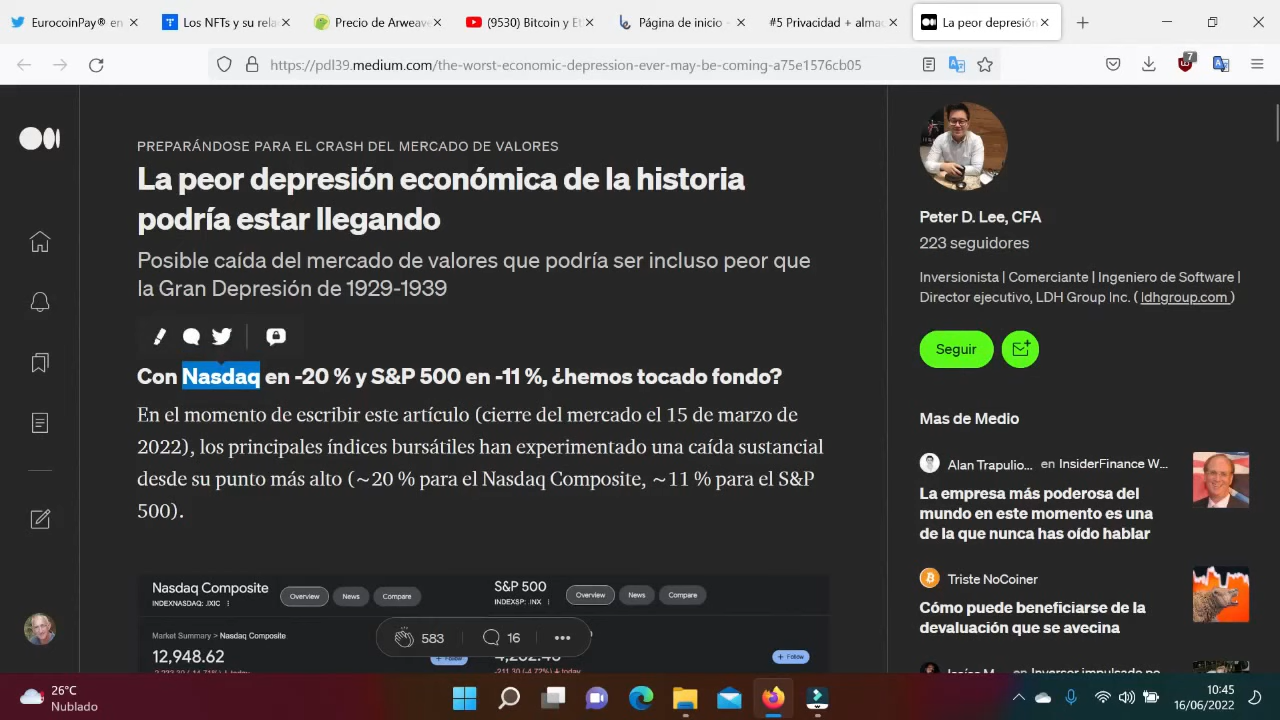 EurocoinPay® en
Los NFTs y su rela
Precio de Arweave
(9530) Bitcoin y Et
Página de inicio -
#5 Privacidad + alma
La peor depresión
https://pdl39.medium.com/the-worst-economic-depression-ever-may-be-coming-a75e1576cb05
7
PREPARÁNDOSE PARA EL CRASH DEL MERCADO DE VALORES
La peor depresión económica de la historia
podría estar llegando
Posible caída del mercado de valores que podría ser incluso peor que
la Gran Depresión de 1929-1939
Con Nasdaq en -20 % y S&P 500 en -11 %, ¿hemos tocado fondo?
En el momento de escribir este artículo (cierre del mercado el 15 de marzo de
2022), los principales índices bursátiles han experimentado una caída sustancial
desde su punto más alto (~20 % para el Nasdaq Composite, ~11 % para el S&P
500).
Nasdaq Composite
INDEXNASDAQ: .IXIC
Overview
News
Compare
S&P 500
INDEXSP: .INX
Overview
News
Compare
Market Summary > Nasdaq Composite
12,948.62
+ Follow
+ Follow
583
16
Peter D. Lee, CFA
223 seguidores
Inversionista | Comerciante | Ingeniero de Software |
Director ejecutivo, LDH Group Inc. ( ldhgroup.com )
Seguir
Mas de Medio
Alan Trapulio... en InsiderFinance W...
La empresa más poderosa del
mundo en este momento es una
de la que nunca has oído hablar
Triste NoCoiner
Cómo puede beneficiarse de la
devaluación que se avecina
26°C
Nublado
10:45
16/06/2022